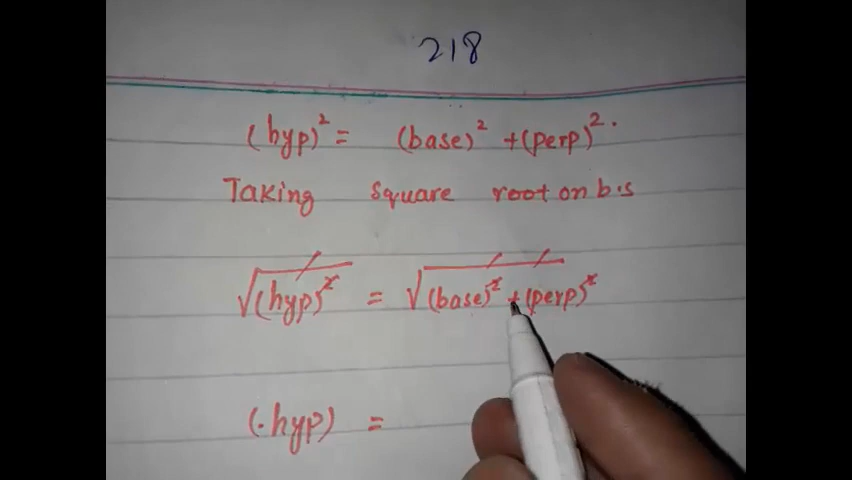 218
(hyp)² = (base)² + (perp)².
Taking square root on b.s
√(hyp)² = √(base)² + (perp)²
(.hyp) =